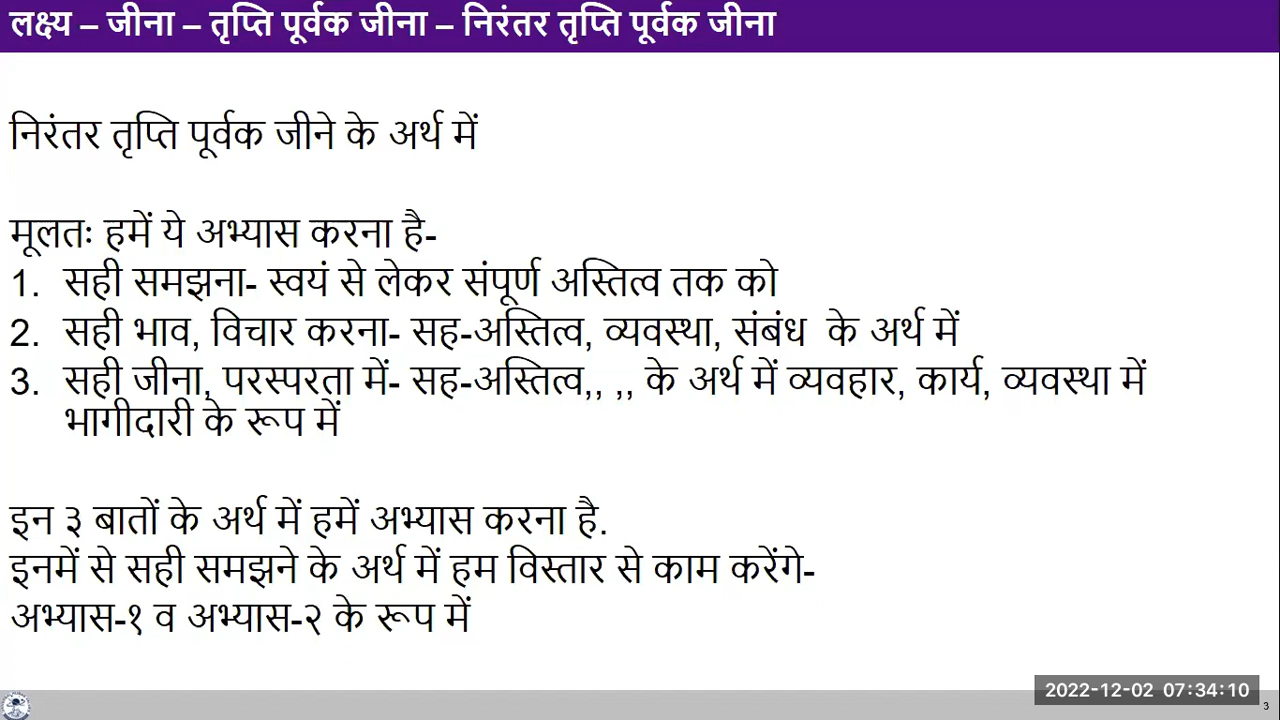 लक्ष्य – जीना – तृप्ति पूर्वक जीना – निरंतर तृप्ति पूर्वक जीना
निरंतर तृप्ति पूर्वक जीने के अर्थ में
मूलतः हमें ये अभ्यास करना है-
1. सही समझना- स्वयं से लेकर संपूर्ण अस्तित्व तक को
2. सही भाव, विचार करना- सह-अस्तित्व, व्यवस्था, संबंध के अर्थ में
3. सही जीना, परस्परता में- सह-अस्तित्व,, ,, के अर्थ में व्यवहार, कार्य, व्यवस्था में
भागीदारी के रूप में
इन ३ बातों के अर्थ में हमें अभ्यास करना है.
इनमें से सही समझने के अर्थ में हम विस्तार से काम करेंगे-
अभ्यास-१ व अभ्यास-२ के रूप में
2022-12-02 07:34:10
3